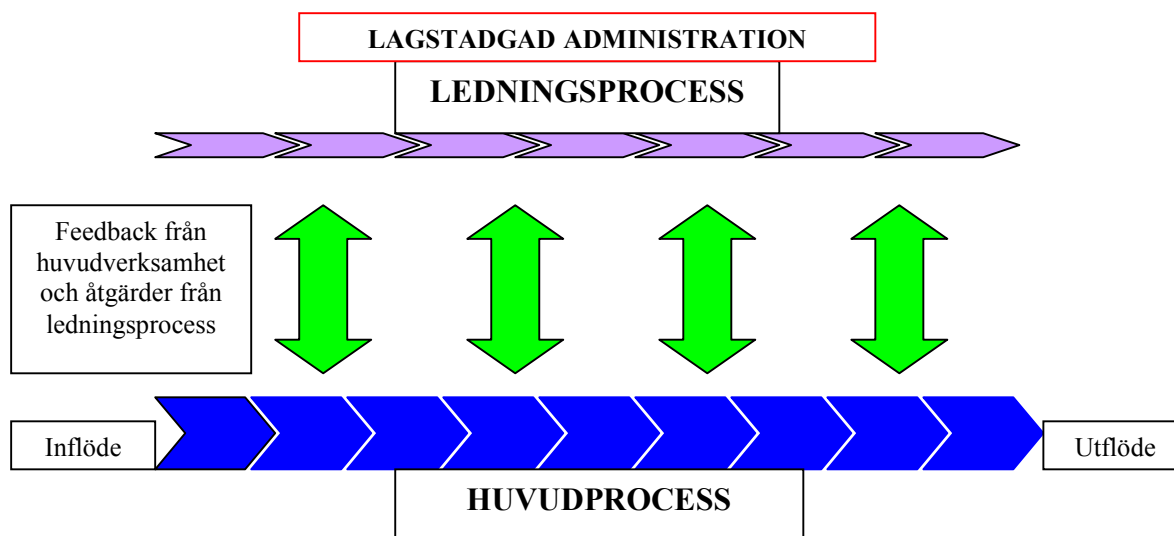 LAGSTADGAD ADMINISTRATION
LEDNINGSPROCESS
Feedback från
huvudverksamhet
och åtgärder från
ledningsprocess
Inflöde
Utflöde
HUVUDPROCESS